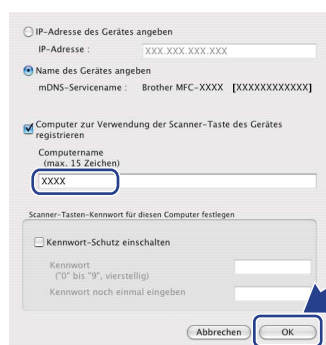 IP-Adresse des Gerätes angeben
IP-Adresse : XXX.XXX.XXX.XXX
Name des Gerätes angeben
mDNS-Servicename : Brother MFC-XXXX [XXXXXXXXXXXX]
Computer zur Verwendung der Scanner-Taste des Gerätes
registrieren
Computername
(max. 15 Zeichen)
XXXX
Scanner-Tasten-Kennwort für diesen Computer festlegen
Kennwort-Schutz einschalten
Kennwort
("0" bis "9", vierstellig)
Kennwort noch einmal eingeben
Abbrechen OK